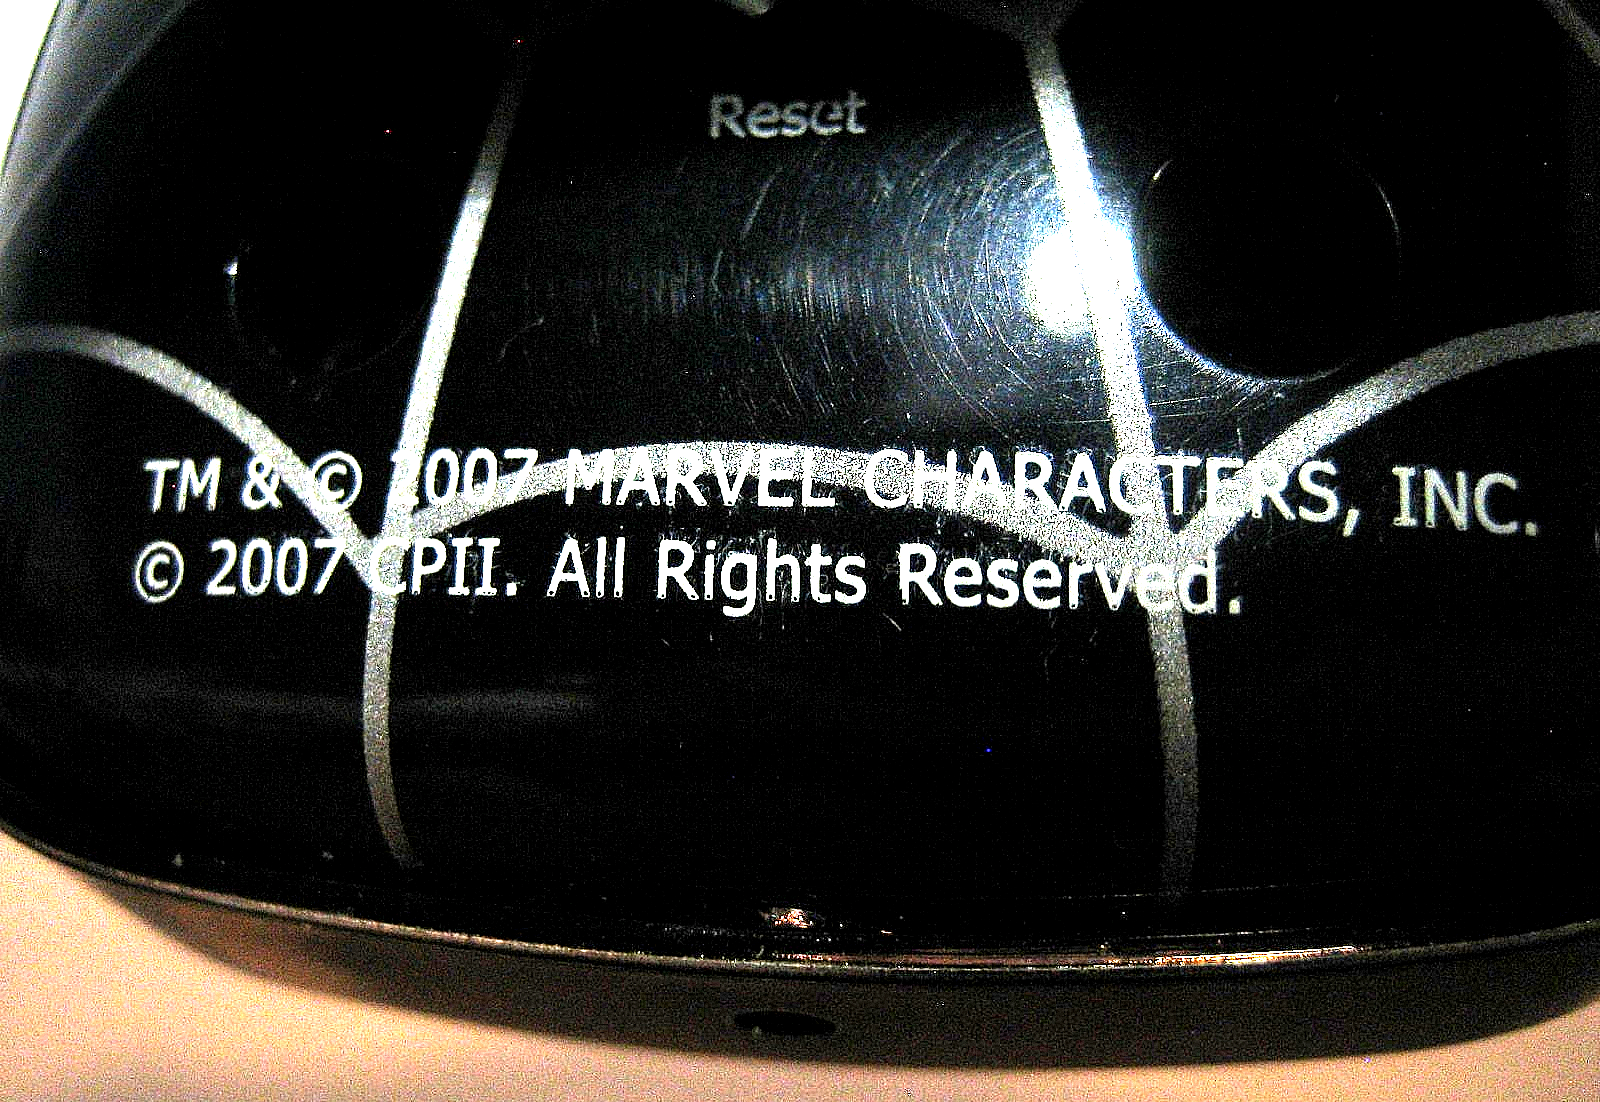 Reset
TM & © 2007 MARVEL CHARACTERS, INC.
© 2007 CPII. All Rights Reserved.